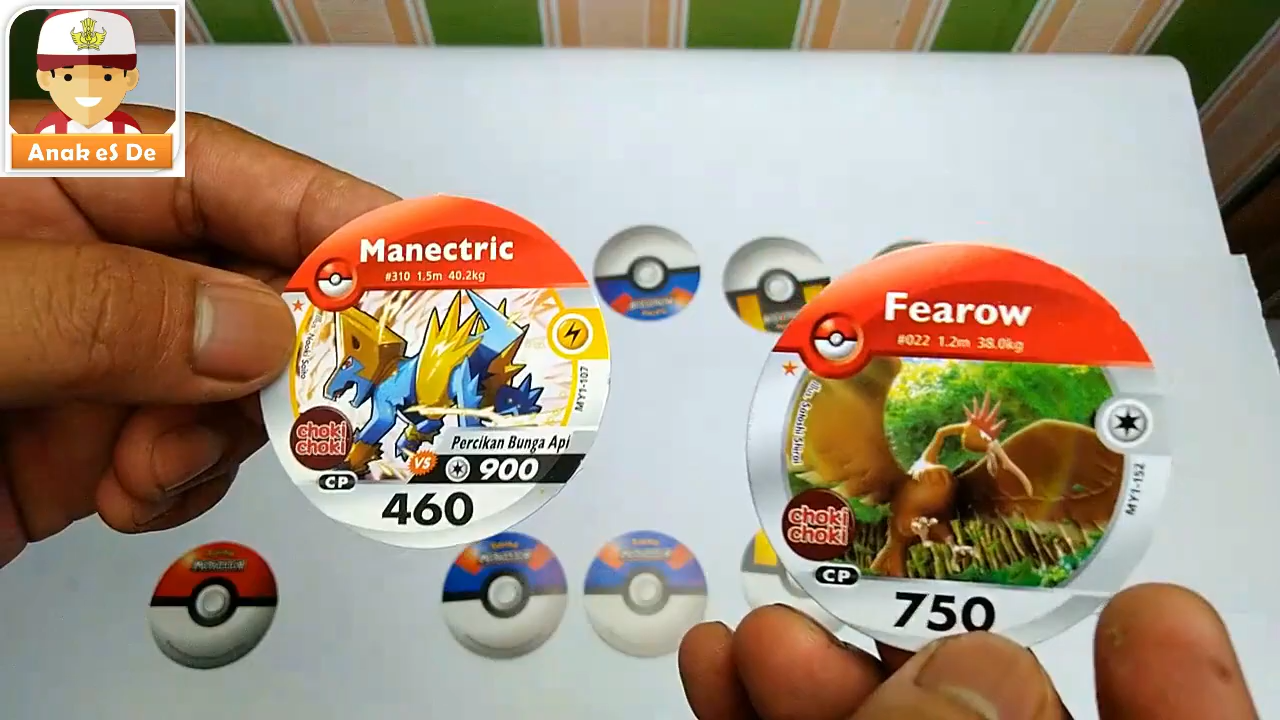 Anak eS De
Manectric
#310 1.5m 40.2kg
MY1-107
choki
choki
Percikan Bunga Api
VS 900
CP
460
Fearow
#022 1.2m 38.0kg
MY1-152
choki
choki
CP
750